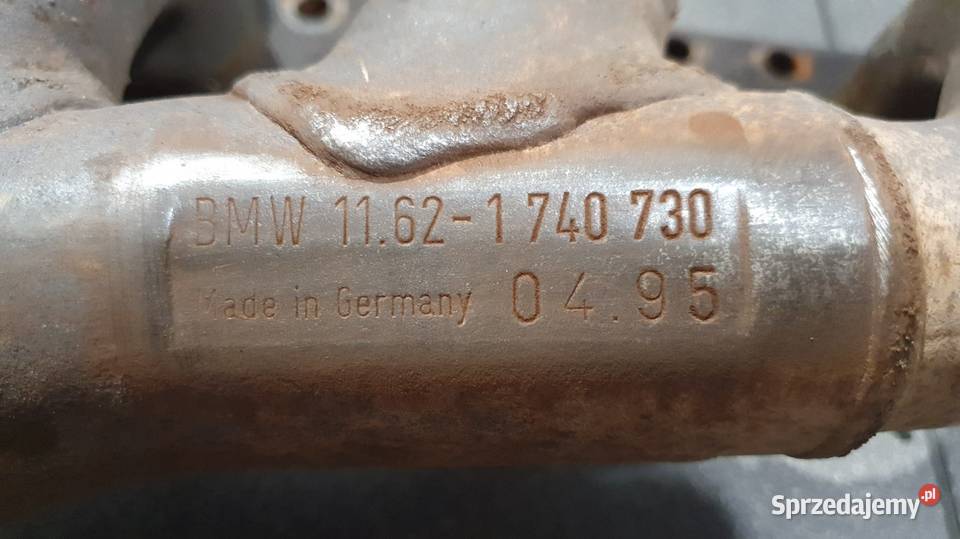 BMW 11.62-1 740 730
Made in Germany 04.95
Sprzedajemy.pl